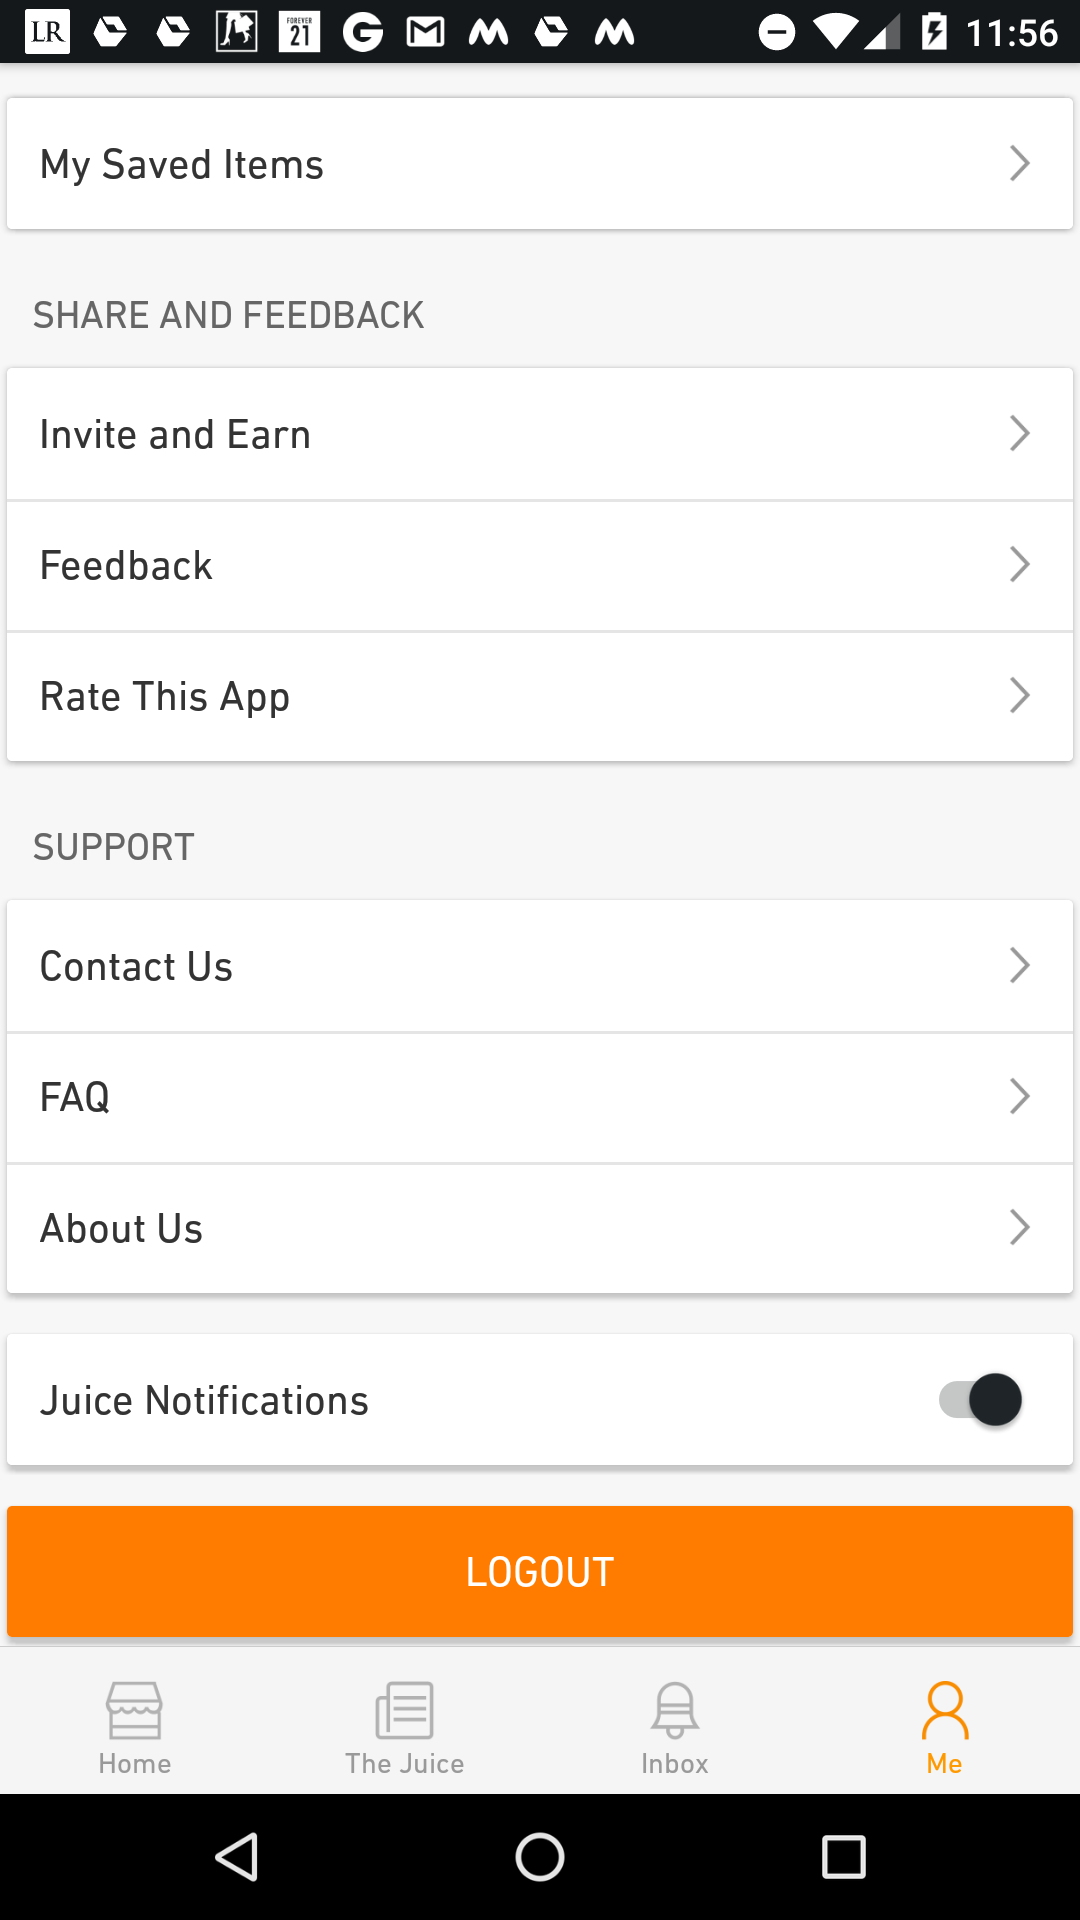 LR FOREVER 21 G M 11:56
My Saved Items
SHARE AND FEEDBACK
Invite and Earn
Feedback
Rate This App
SUPPORT
Contact Us
FAQ
About Us
Juice Notifications
LOGOUT
Home The Juice Inbox Me